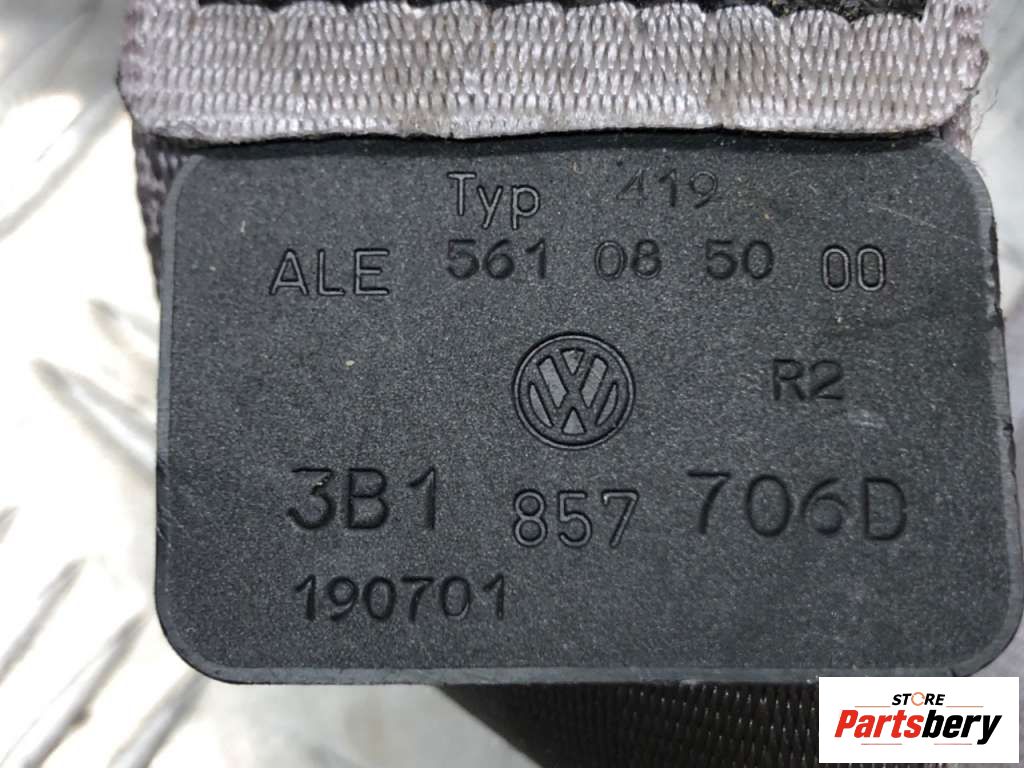 Typ 419
ALE 561 08 50 00
R2
3B1 857 706D
190701
STORE
Partsbery